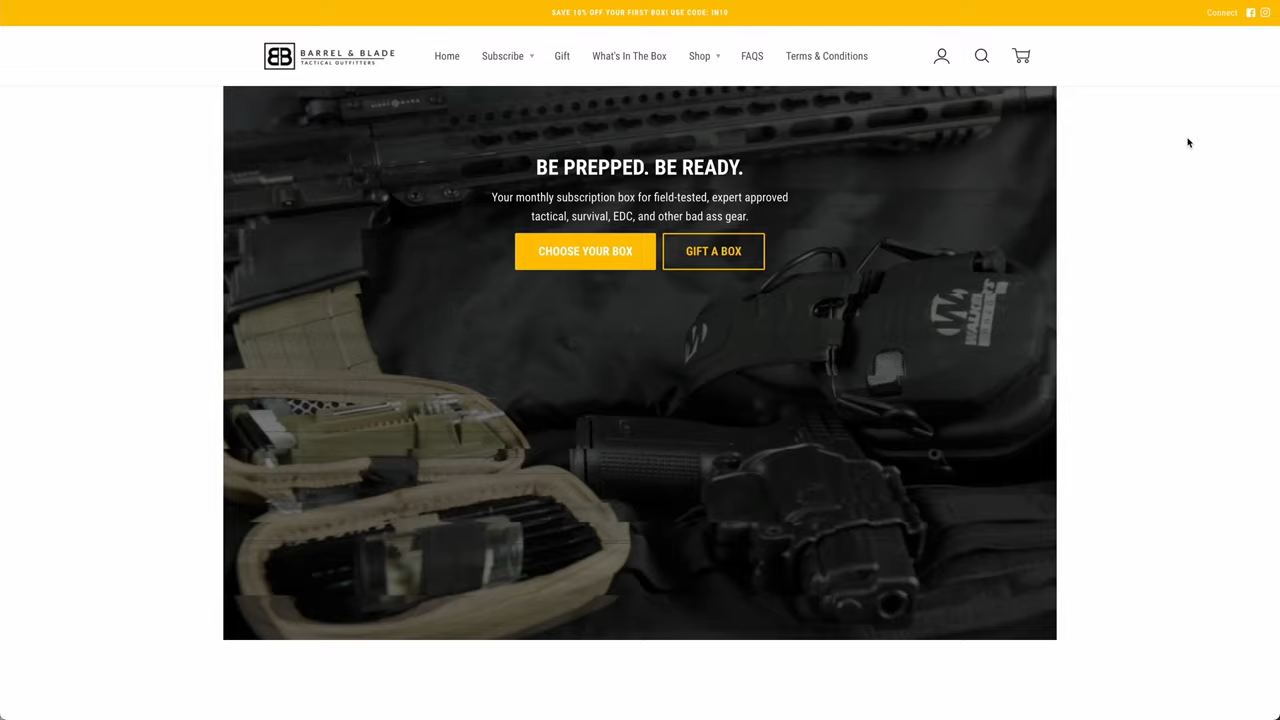 SAVE 10% OFF YOUR FIRST BOX! USE CODE: IN10
Connect
BB
BARREL & BLADE
TACTICAL OUTFITTERS
Home
Subscribe
Gift
What's In The Box
Shop
FAQS
Terms & Conditions
BE PREPPED. BE READY.
Your monthly subscription box for field-tested, expert approved
tactical, survival, EDC, and other bad ass gear.
CHOOSE YOUR BOX
GIFT A BOX
WALKER'S